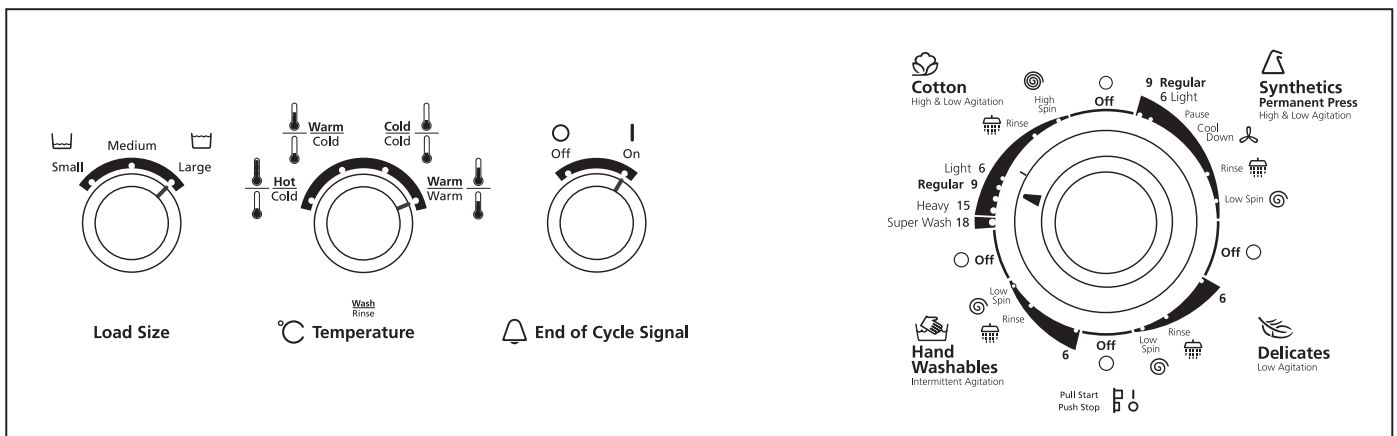 Small
Medium
Large
Load Size
Hot
Cold
Warm
Cold
Cold
Cold
Warm
Warm
Wash
Rinse
°C Temperature
Off
On
End of Cycle Signal
Cotton
High & Low Agitation
High
Spin
Rinse
Light 6
Regular 9
Heavy 15
Super Wash 18
Off
Off
9 Regular
6 Light
Pause
Cool
Down
Rinse
Low Spin
Off
Synthetics
Permanent Press
High & Low Agitation
Low
Spin
Rinse
6
Hand
Washables
Intermittent Agitation
Off
Low
Spin
Rinse
6
Delicates
Low Agitation
Pull Start
Push Stop